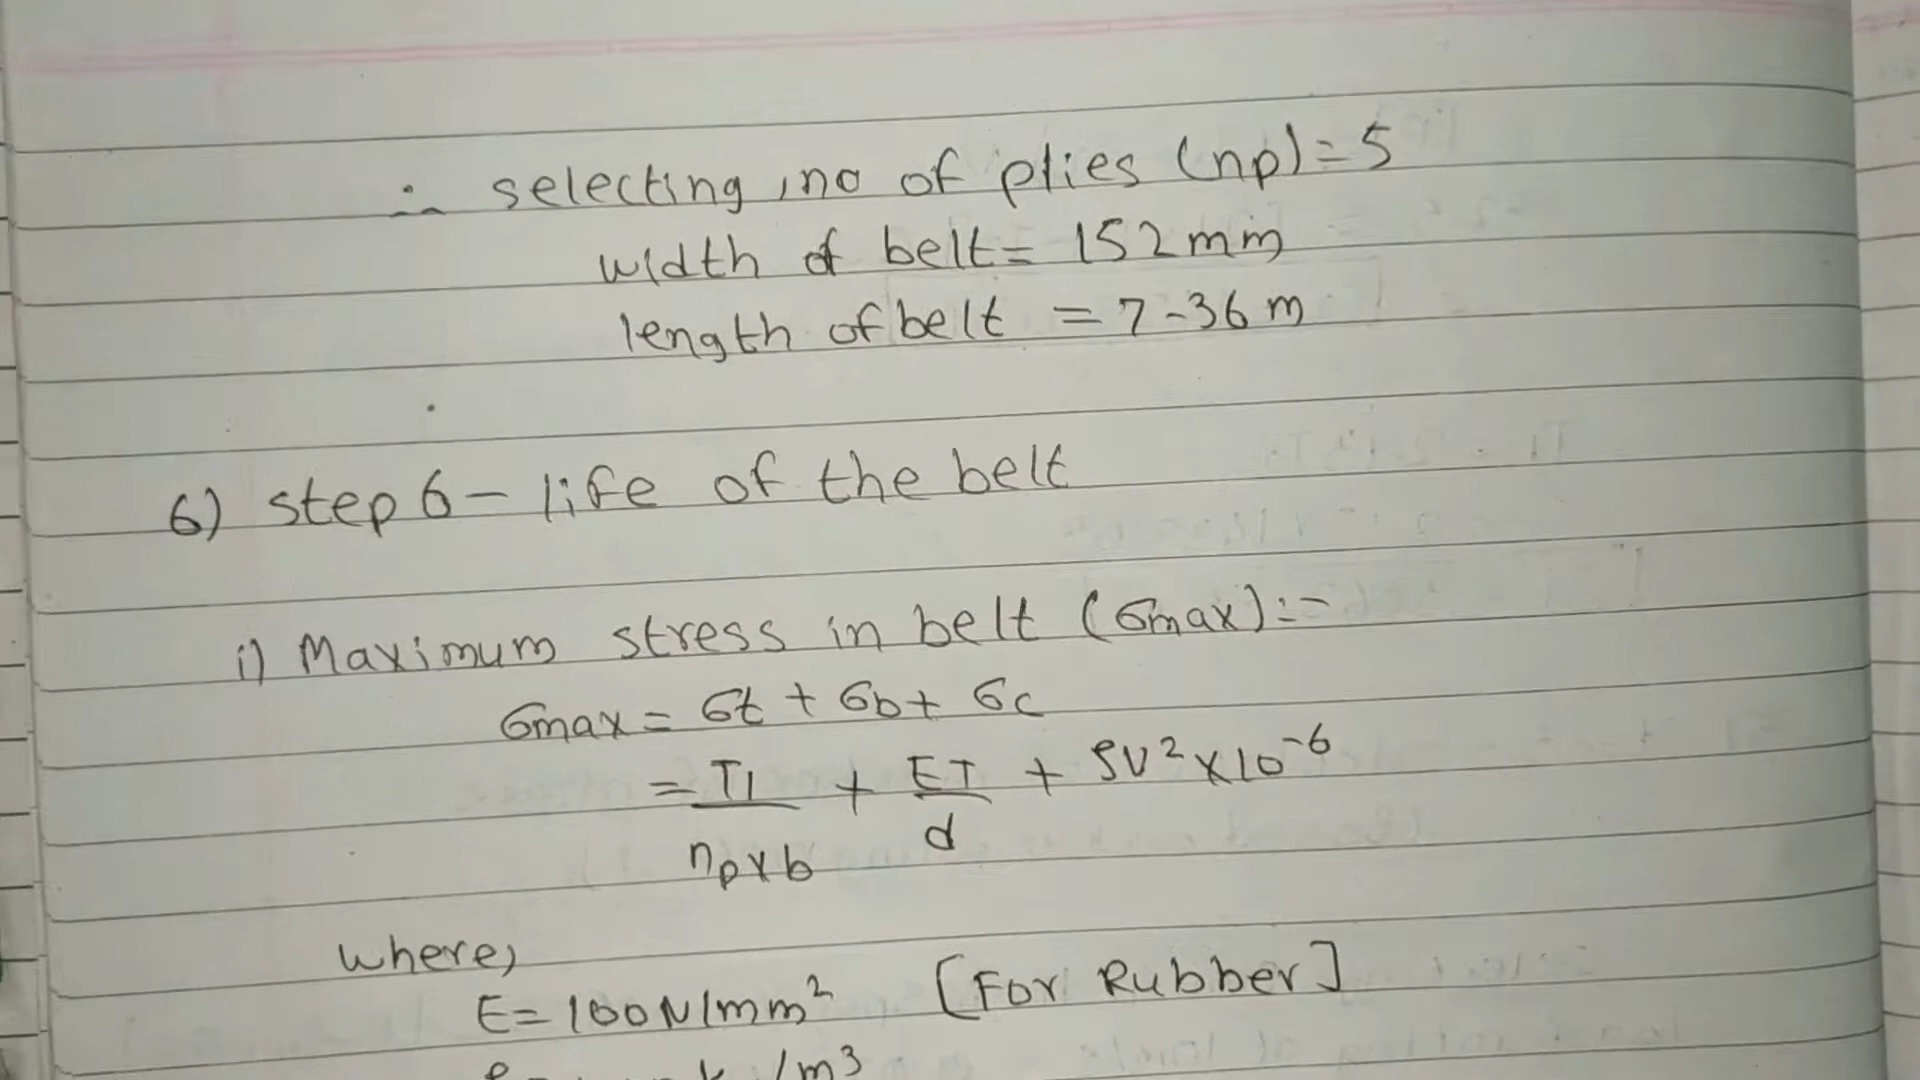 ∴ selecting, no of plies (np) = 5
width of belt = 152 mm
length of belt = 7-36 m
6) step 6 - life of the belt
i) Maximum stress in belt (σmax):-
σmax = σt + σb + σc
= T1 / np x b + ET / d + ρv² x 10⁻⁶
where,
E = 100 N/mm² [For Rubber]
/m³